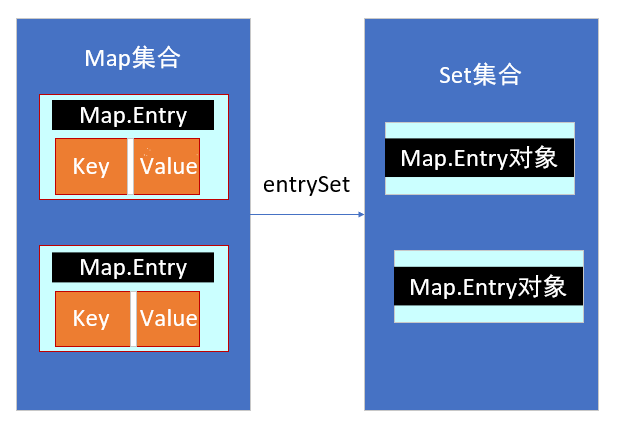 Map集合
Map.Entry
Key
Value
Map.Entry
Key
Value
entrySet
Set集合
Map.Entry对象
Map.Entry对象